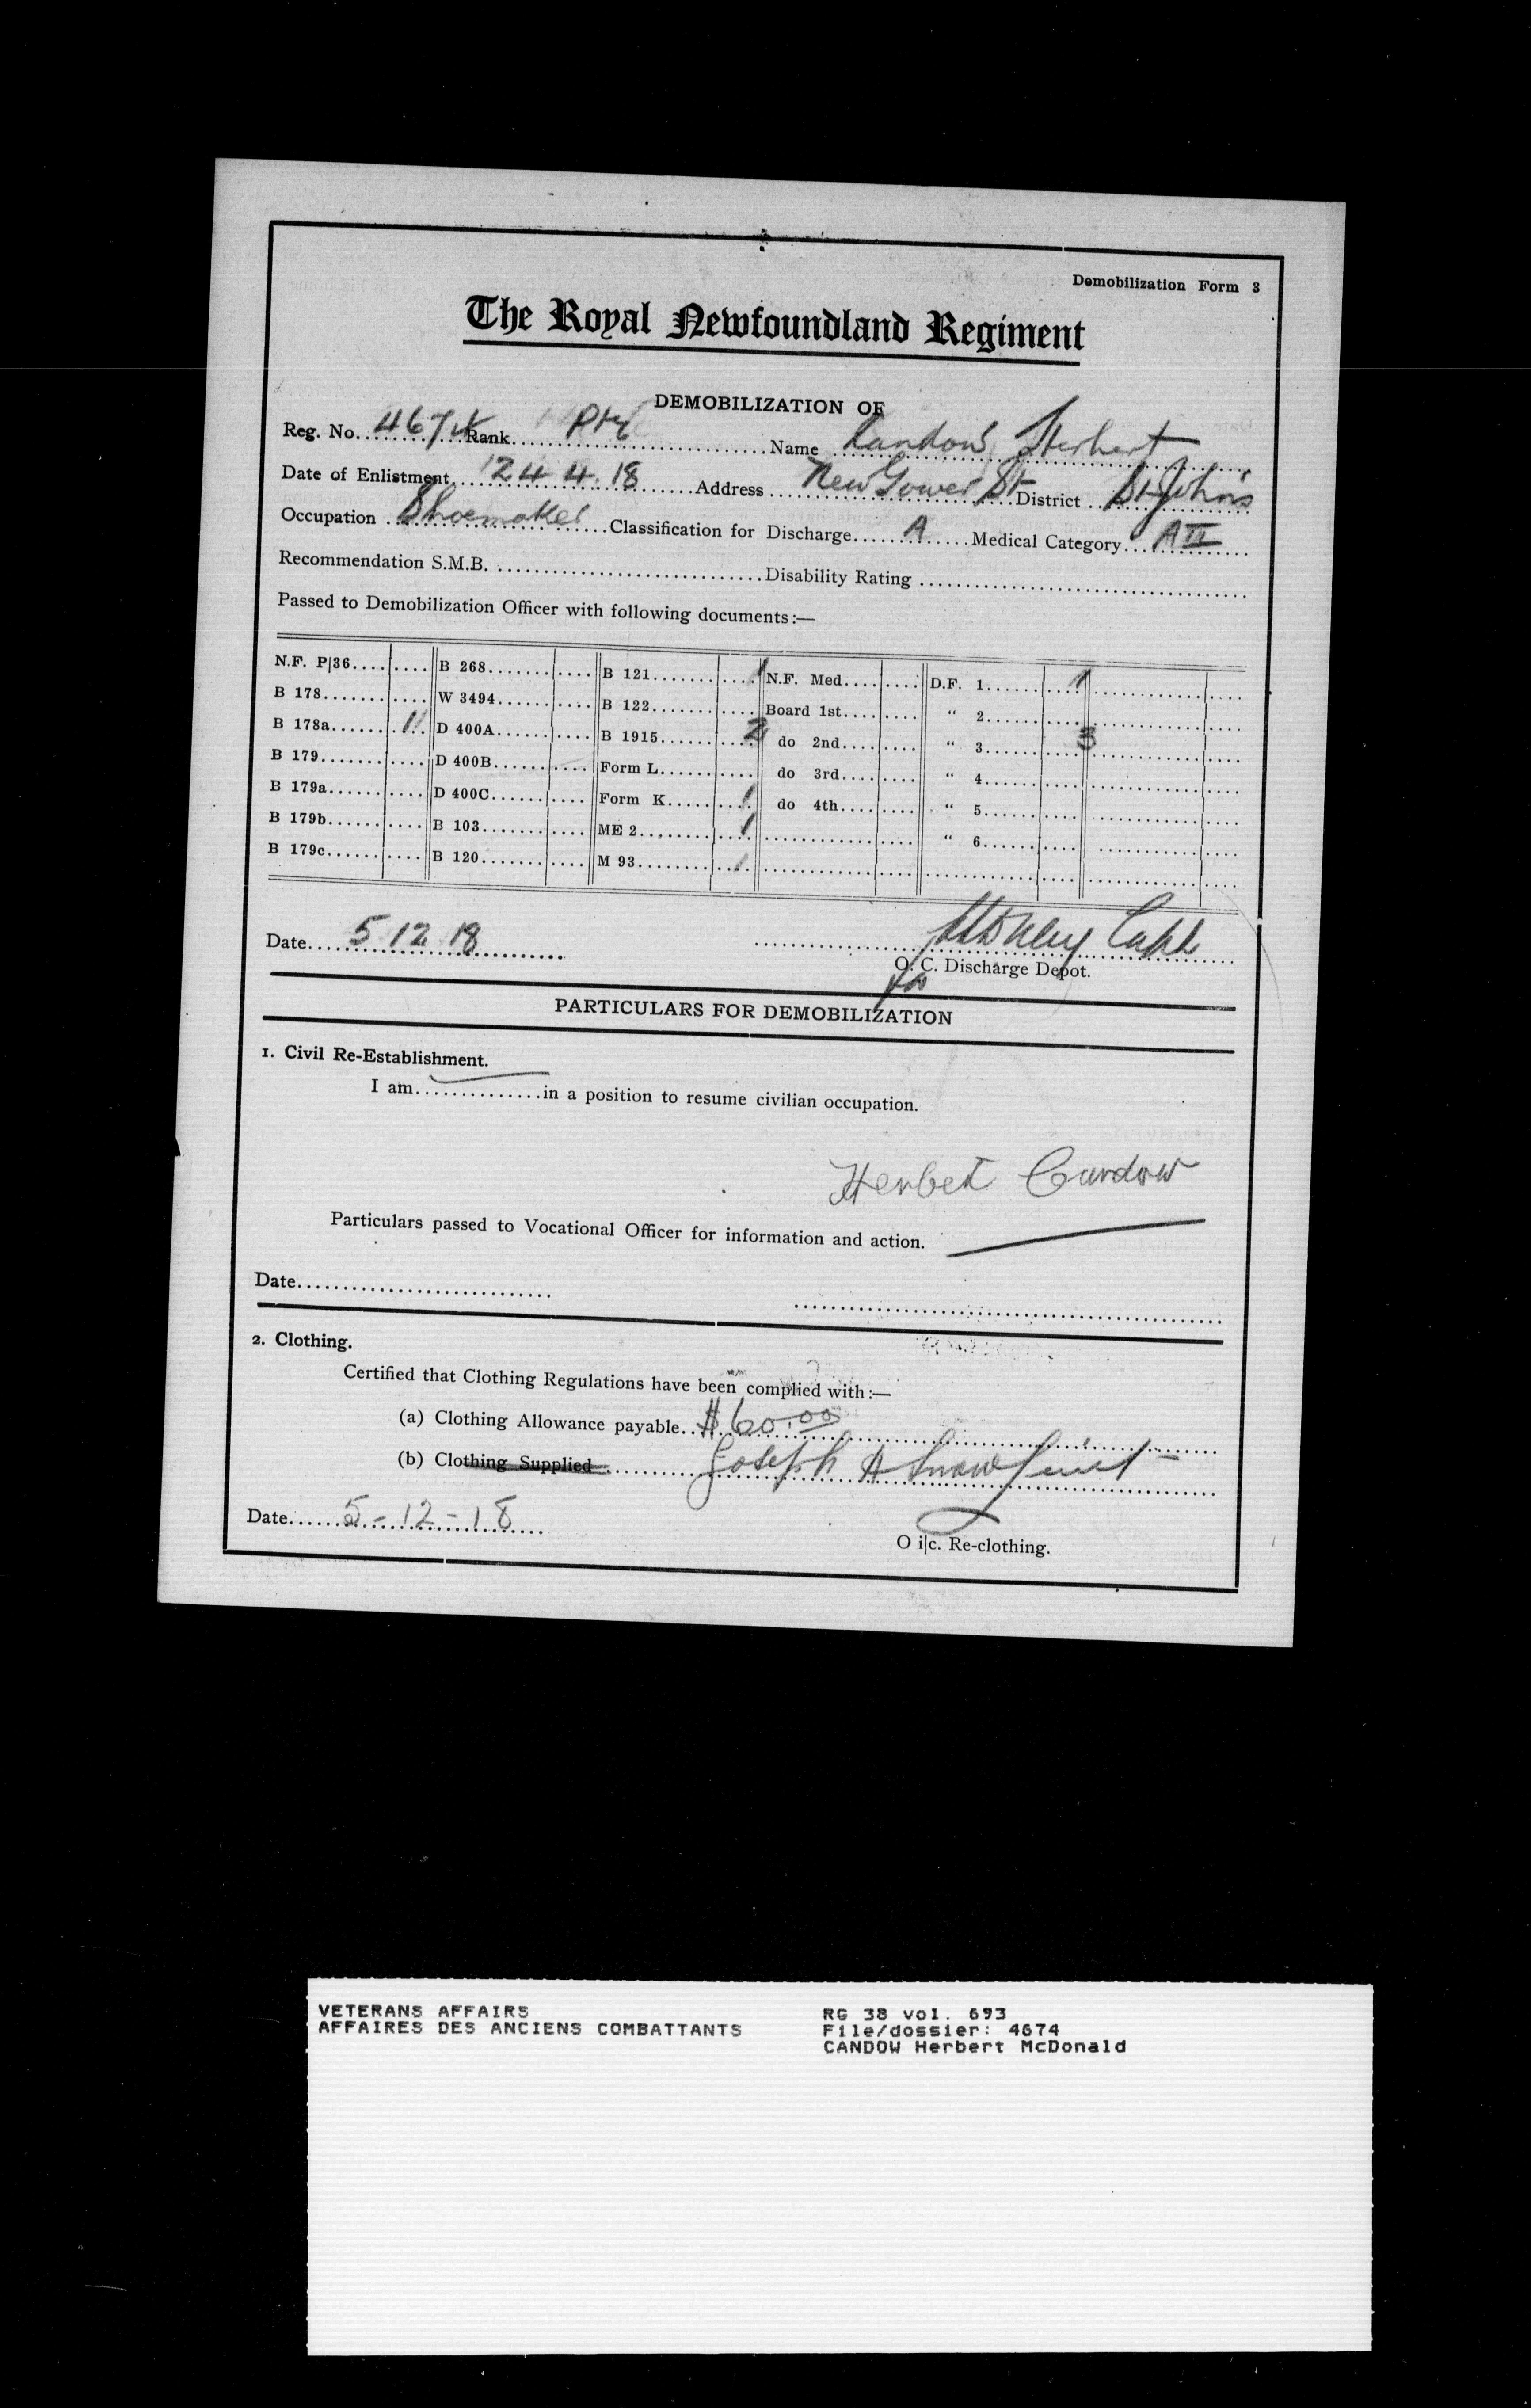 Demobilization Form 3
The Royal Newfoundland Regiment
DEMOBILIZATION OF
Reg. No. 4674 Rank Pte Name Candow Herbert
Date of Enlistment 24 4 18 Address New Gower St District St John's
Occupation Shoemaker Classification for Discharge A Medical Category A II
Recommendation S.M.B. Disability Rating
Passed to Demobilization Officer with following documents:—
N.F. P|36 B 268 B 121 1 N.F. Med. D.F. 1 1
B 178 W 3494 B 122 Board 1st “ 2
B 178a 11 D 400A B 1915 2 do 2nd “ 3 3
B 179 D 400B Form L do 3rd “ 4
B 179a D 400C Form K 1 do 4th “ 5
B 179b B 103 ME 2 1 “ 6
B 179c B 120 M 93 1
Date 5 12 18 Capt
O. C. Discharge Depot.
for
PARTICULARS FOR DEMOBILIZATION
1. Civil Re-Establishment.
I am in a position to resume civilian occupation.
Herbert Candow
Particulars passed to Vocational Officer for information and action.
Date
2. Clothing.
Certified that Clothing Regulations have been complied with:—
(a) Clothing Allowance payable $60.00
(b) Clothing Supplied Joseph A Snow Lieut
Date 5-12-18
O i|c. Re-clothing.
VETERANS AFFAIRS RG 38 vol. 693
AFFAIRES DES ANCIENS COMBATTANTS File/dossier: 4674
CANDOW Herbert McDonald